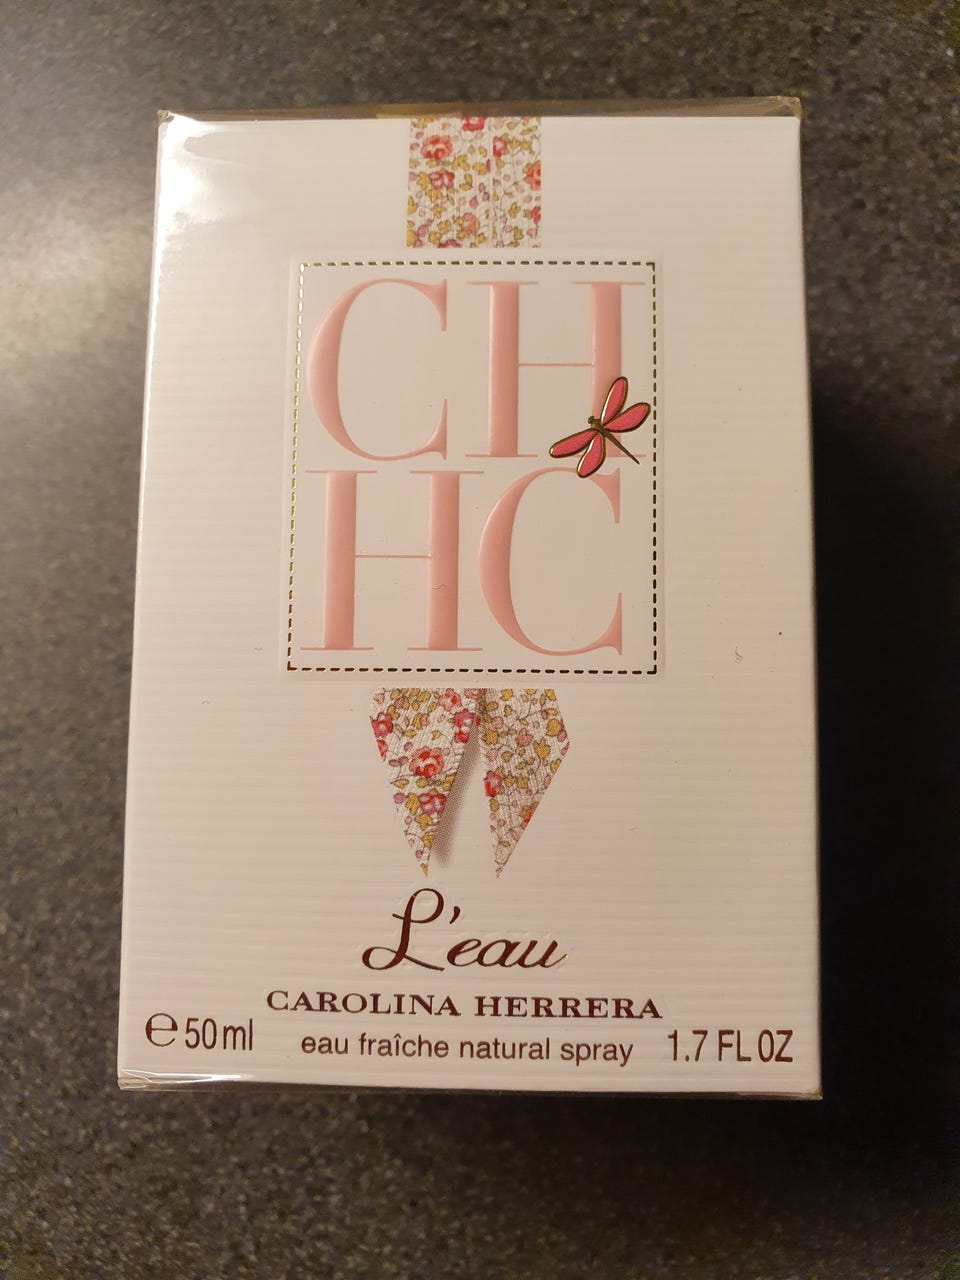 CH
HC
L'eau
CAROLINA HERRERA
℮50ml eau fraîche natural spray 1.7 FL OZ